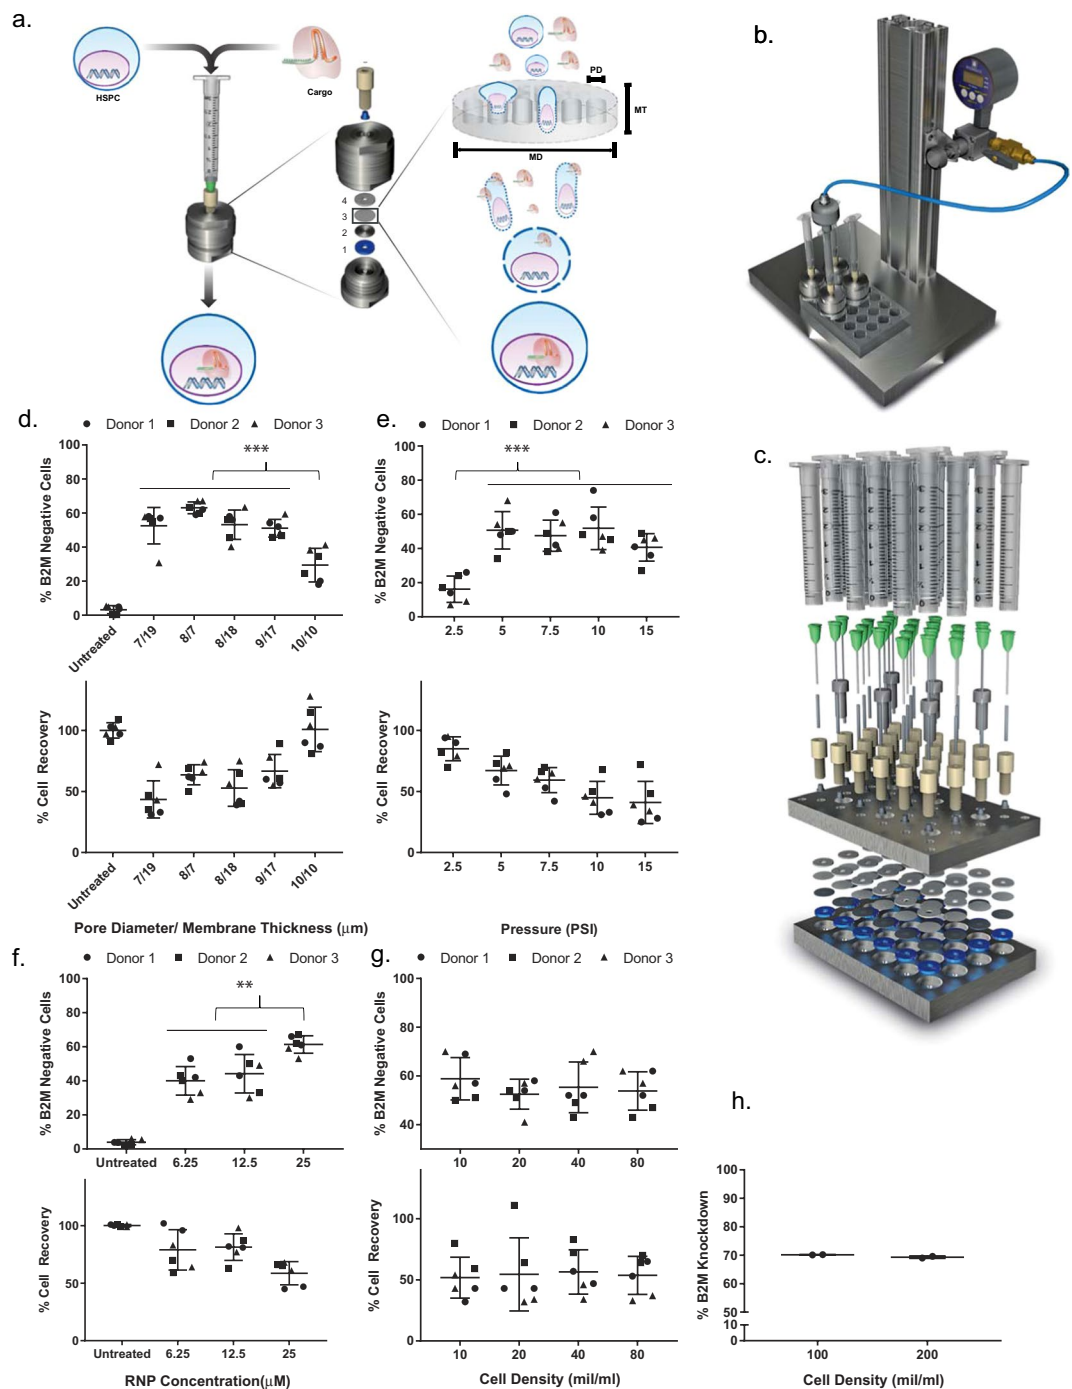 a.
HSPC
Cargo
4
3
2
1
PD
MT
MD
b.
c.
d.
Donor 1 Donor 2 Donor 3
***
% B2M Negative Cells
100
80
60
40
20
0
Untreated 7/19 8/7 8/18 9/17 10/10
% Cell Recovery
100
50
0
Untreated 7/19 8/7 8/18 9/17 10/10
Pore Diameter/ Membrane Thickness (μm)
e.
Donor 1 Donor 2 Donor 3
***
% B2M Negative Cells
100
80
60
40
20
0
2.5 5 7.5 10 15
% Cell Recovery
100
50
0
2.5 5 7.5 10 15
Pressure (PSI)
f.
Donor 1 Donor 2 Donor 3
**
% B2M Negative Cells
100
80
60
40
20
0
Untreated 6.25 12.5 25
% Cell Recovery
100
50
0
Untreated 6.25 12.5 25
RNP Concentration(μM)
g.
Donor 1 Donor 2 Donor 3
% B2M Negative Cells
100
80
60
40
10 20 40 80
% Cell Recovery
100
50
0
10 20 40 80
Cell Density (mil/ml)
h.
% B2M Knockdown
100
90
80
70
60
50
10
0
100 200
Cell Density (mil/ml)